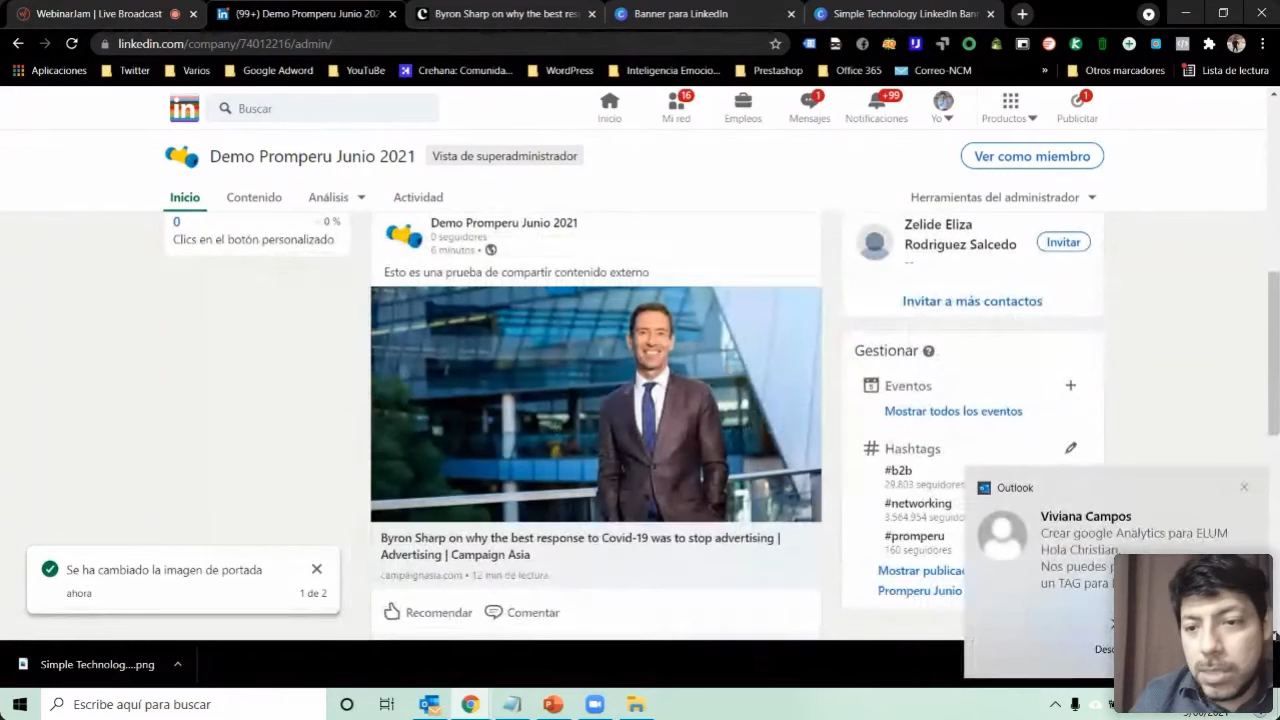 WebinarJam | Live Broadcast
(99+) Demo Promperu Junio 202
Byron Sharp on why the best res
Banner para LinkedIn
Simple Technology LinkedIn Ban
linkedin.com/company/74012216/admin/
Aplicaciones
Twitter
Varios
Google Adword
YouTube
Crehana: Comunida...
WordPress
Inteligencia Emocio...
Prestashop
Office 365
Correo-NCM
»
Otros marcadores
Lista de lectura
in
Buscar
Inicio
16
Mi red
Empleos
1
Mensajes
+99
Notificaciones
Yo
Productos
1
Publicitar
Demo Promperu Junio 2021
Vista de superadministrador
Ver como miembro
Inicio
Contenido
Análisis
Actividad
Herramientas del administrador
0
0 %
Clics en el botón personalizado
Demo Promperu Junio 2021
0 seguidores
6 minutos •
Esto es una prueba de compartir contenido externo
Byron Sharp on why the best response to Covid-19 was to stop advertising |
Advertising | Campaign Asia
campaignasia.com • 12 min de lectura
Recomendar
Comentar
Zelide Eliza
Rodriguez Salcedo
--
Invitar
Invitar a más contactos
Gestionar
Eventos
Mostrar todos los eventos
Hashtags
#b2b
29.803 seguidores
#networking
3.564.954 seguido
#promperu
160 seguidores
Mostrar publica
Promperu Junio
Outlook
Viviana Campos
Crear google Analytics para ELUM
Hola Christian,
Nos puedes
un TAG para
Se ha cambiado la imagen de portada
ahora
1 de 2
Simple Technolog....png
Escribe aquí para buscar